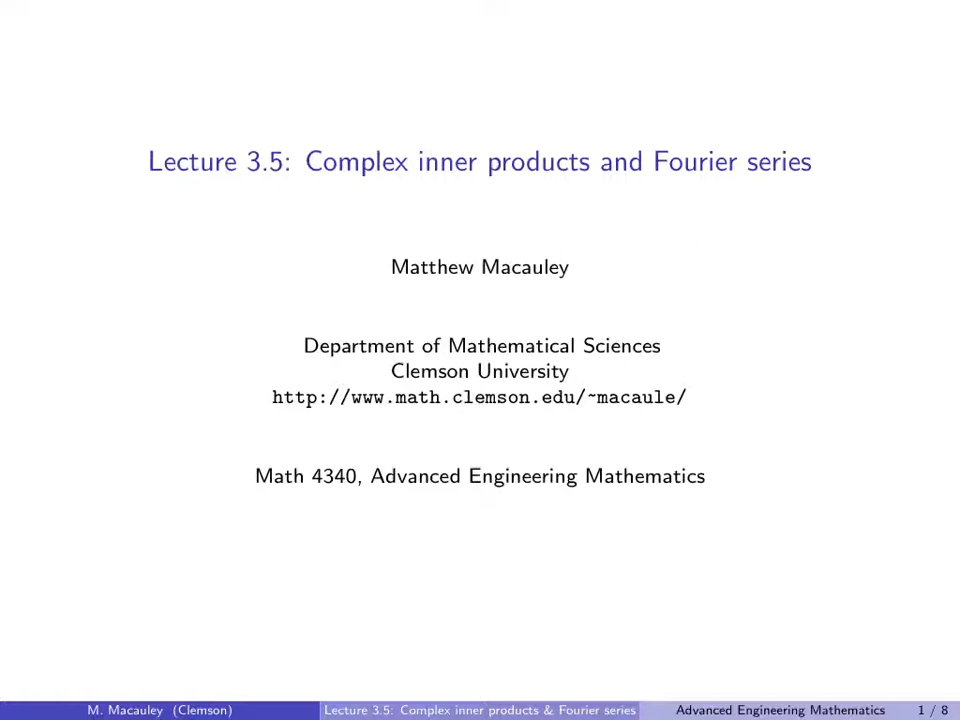 Lecture 3.5: Complex inner products and Fourier series
Matthew Macauley
Department of Mathematical Sciences
Clemson University
http://www.math.clemson.edu/~macaule/
Math 4340, Advanced Engineering Mathematics
M. Macauley (Clemson) Lecture 3.5: Complex inner products & Fourier series Advanced Engineering Mathematics 1 / 8